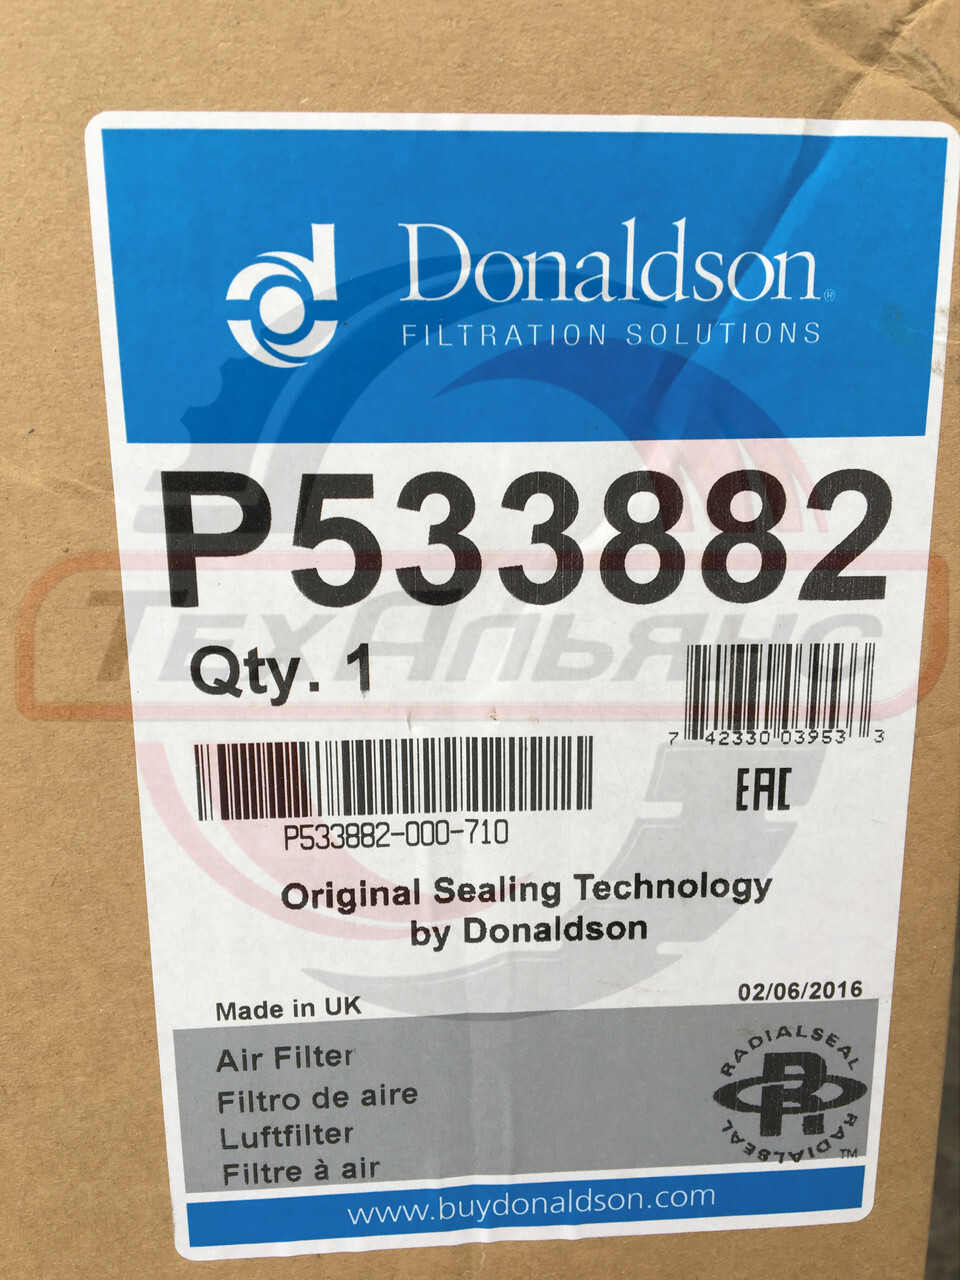 Donaldson®
FILTRATION SOLUTIONS
P533882
ТехАльянс
Qty. 1
7 42330 03953 3
EAC
P533882-000-710
Original Sealing Technology
by Donaldson
02/06/2016
Made in UK
Air Filter
Filtro de aire
Luftfilter
Filtre à air
RADIALSEAL
RADIALSEAL
RADIALSEAL
TM
www.buydonaldson.com